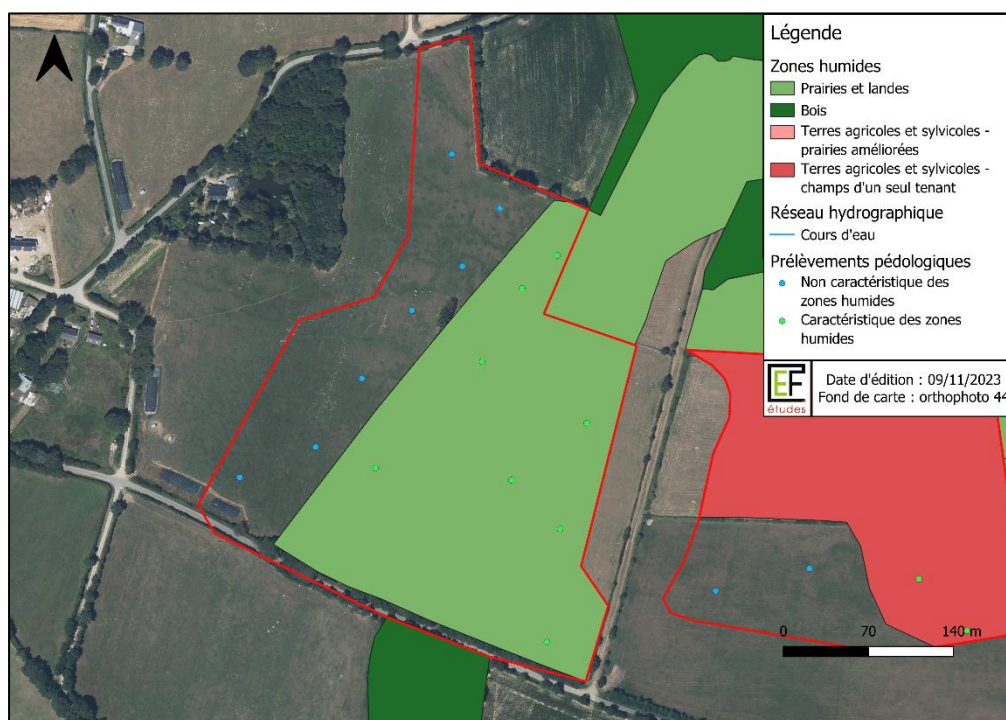 Légende
Zones humides
Prairies et landes
Bois
Terres agricoles et sylvicoles -
prairies améliorées
Terres agricoles et sylvicoles -
champs d'un seul tenant
Réseau hydrographique
Cours d'eau
Prélèvements pédologiques
Non caractéristique des
zones humides
Caractéristique des zones
humides
EF
études
Date d'édition : 09/11/2023
Fond de carte : orthophoto 44
0 70 140 m